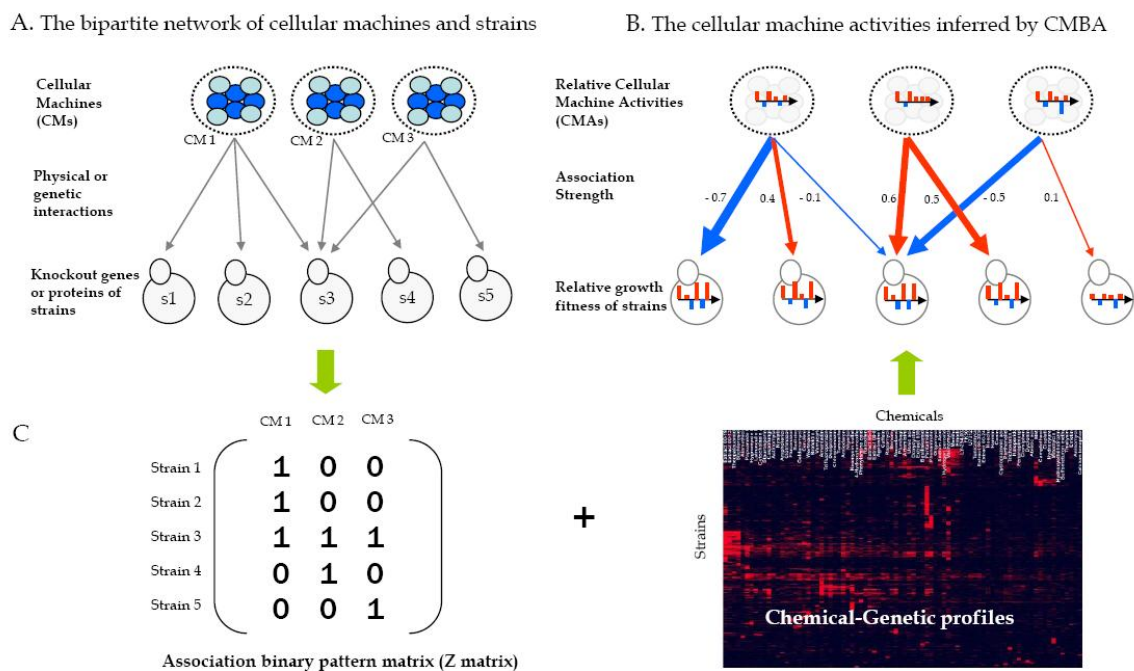 A. The bipartite network of cellular machines and strains
Cellular
Machines
(CMs)
CM 1
CM 2
CM 3
Physical or
genetic
interactions
Knockout genes
or proteins of
strains
s1
s2
s3
s4
s5
B. The cellular machine activities inferred by CMBA
Relative Cellular
Machine Activities
(CMAs)
Association
Strength
- 0.7
0.4
- 0.1
0.6
0.5
- 0.5
0.1
Relative growth
fitness of strains
C
CM 1 CM 2 CM 3
Strain 1 1 0 0
Strain 2 1 0 0
Strain 3 1 1 1
Strain 4 0 1 0
Strain 5 0 0 1
Association binary pattern matrix (Z matrix)
+
Chemicals
Strains
Chemical-Genetic profiles